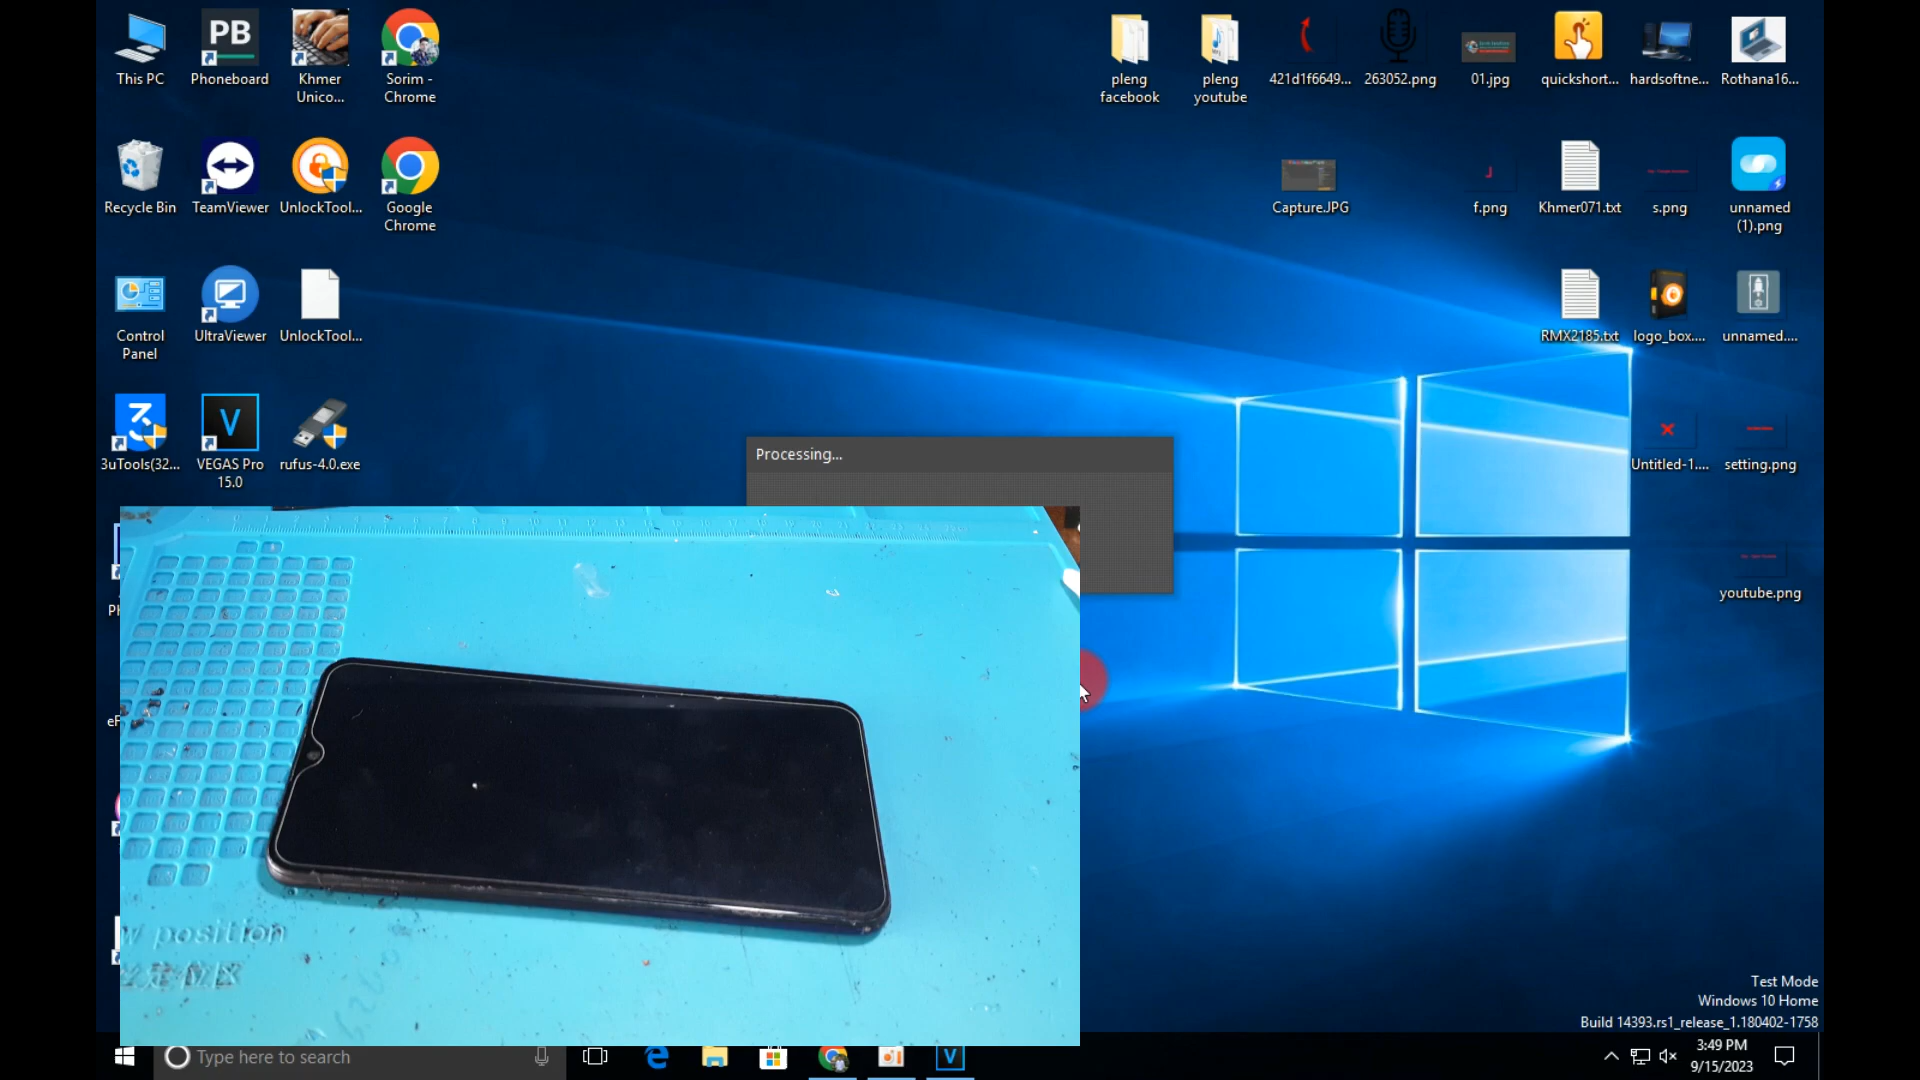 This PC
PB
Phoneboard
Khmer
Unico...
Sorim -
Chrome
pleng
facebook
pleng
youtube
421d1f6649...
263052.png
01.jpg
quickshort...
hardsoftne...
Rothana16...
Recycle Bin
TeamViewer
UnlockTool...
Google
Chrome
Capture.JPG
f.png
Khmer071.txt
s.png
unnamed
(1).png
Control
Panel
UltraViewer
UnlockTool...
RMX2185.txt
logo_box....
unnamed....
3uTools(32...
V
VEGAS Pro
15.0
rufus-4.0.exe
Processing...
Untitled-1....
setting.png
youtube.png
W position
Test Mode
Windows 10 Home
Build 14393.rs1_release_1.180402-1758
Type here to search
V
3:49 PM
9/15/2023